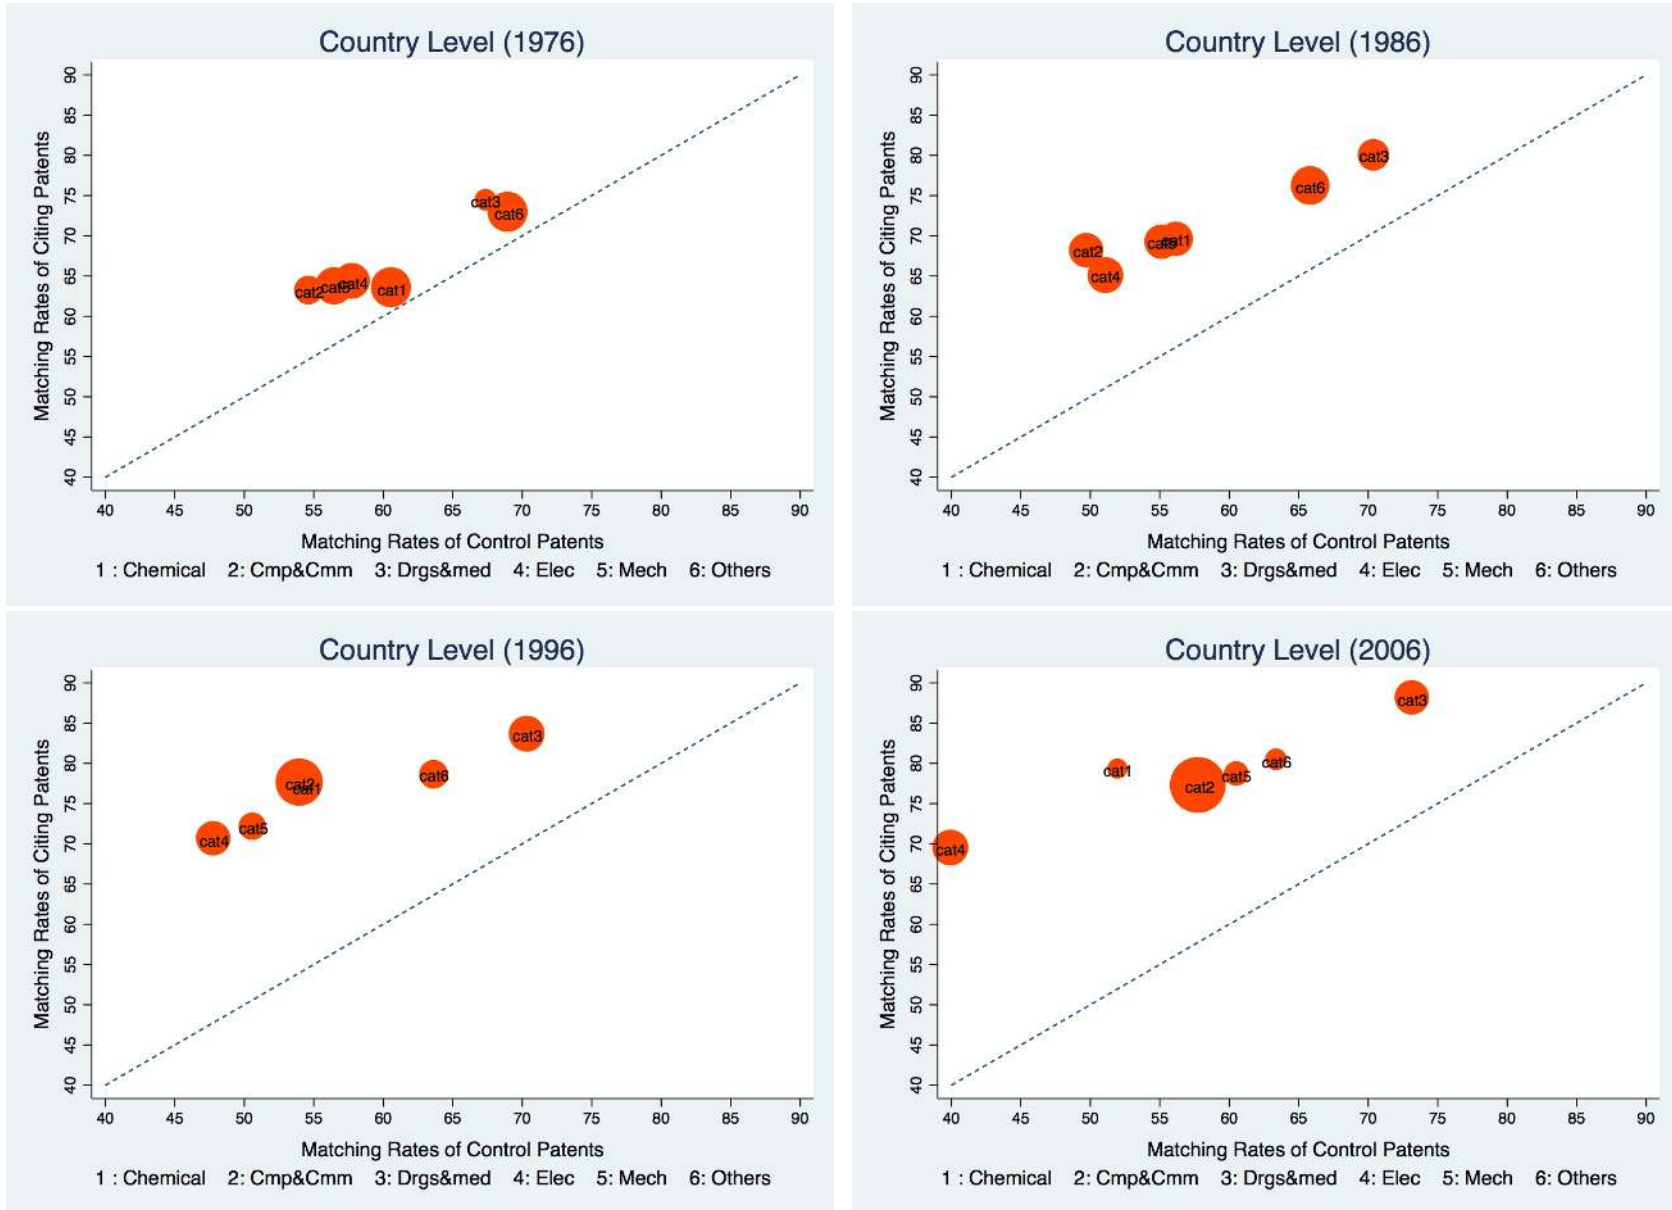 Country Level (1976)
Matching Rates of Citing Patents
90
85
80
75
70
65
60
55
50
45
40
cat3
cat6
cat2
cat5
cat4
cat1
40 45 50 55 60 65 70 75 80 85 90
Matching Rates of Control Patents
1 : Chemical 2: Cmp&Cmm 3: Drgs&med 4: Elec 5: Mech 6: Others
Country Level (1986)
Matching Rates of Citing Patents
90
85
80
75
70
65
60
55
50
45
40
cat3
cat6
cat2
cat5
cat1
cat4
40 45 50 55 60 65 70 75 80 85 90
Matching Rates of Control Patents
1 : Chemical 2: Cmp&Cmm 3: Drgs&med 4: Elec 5: Mech 6: Others
Country Level (1996)
Matching Rates of Citing Patents
90
85
80
75
70
65
60
55
50
45
40
cat3
cat6
cat2
cat1
cat5
cat4
40 45 50 55 60 65 70 75 80 85 90
Matching Rates of Control Patents
1 : Chemical 2: Cmp&Cmm 3: Drgs&med 4: Elec 5: Mech 6: Others
Country Level (2006)
Matching Rates of Citing Patents
90
85
80
75
70
65
60
55
50
45
40
cat3
cat1
cat6
cat5
cat2
cat4
40 45 50 55 60 65 70 75 80 85 90
Matching Rates of Control Patents
1 : Chemical 2: Cmp&Cmm 3: Drgs&med 4: Elec 5: Mech 6: Others